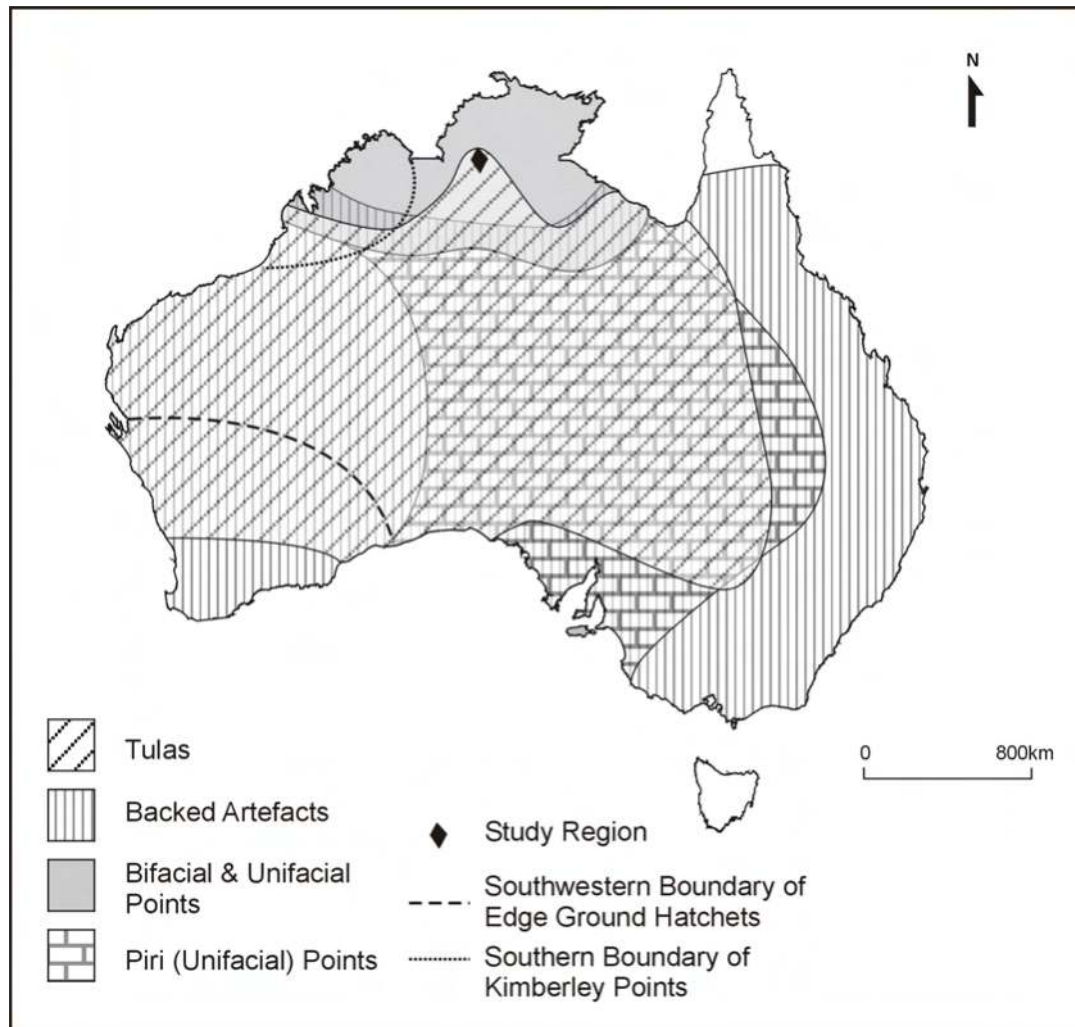 N
0 800km
Tulas
Backed Artefacts
Bifacial & Unifacial
Points
Piri (Unifacial) Points
Study Region
Southwestern Boundary of
Edge Ground Hatchets
Southern Boundary of
Kimberley Points